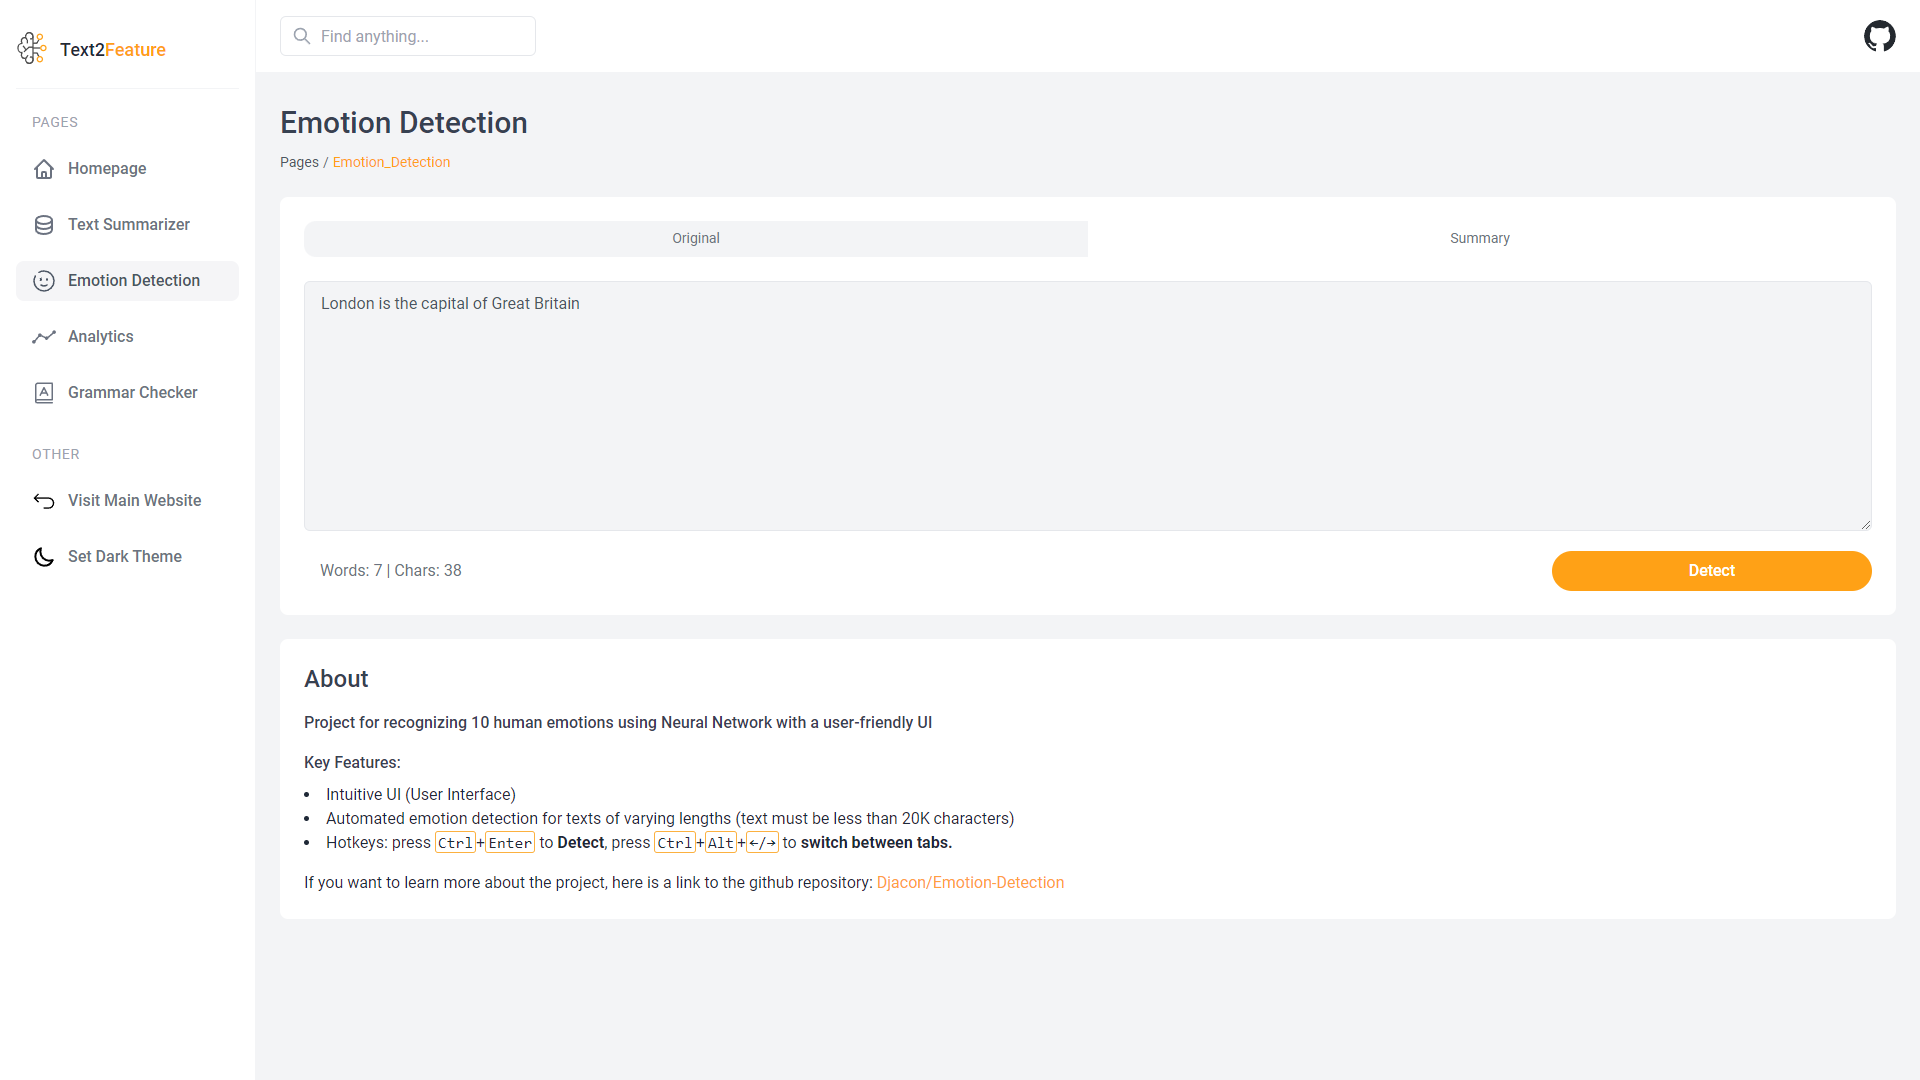 Text2Feature
Find anything...
PAGES
Homepage
Text Summarizer
Emotion Detection
Analytics
Grammar Checker
OTHER
Visit Main Website
Set Dark Theme
Emotion Detection
Pages / Emotion_Detection
Original Summary
London is the capital of Great Britain
Words: 7 | Chars: 38
Detect
About
Project for recognizing 10 human emotions using Neural Network with a user-friendly UI
Key Features:
• Intuitive UI (User Interface)
• Automated emotion detection for texts of varying lengths (text must be less than 20K characters)
• Hotkeys: press Ctrl+Enter to Detect, press Ctrl+Alt+←/→ to switch between tabs.
If you want to learn more about the project, here is a link to the github repository: Djacon/Emotion-Detection